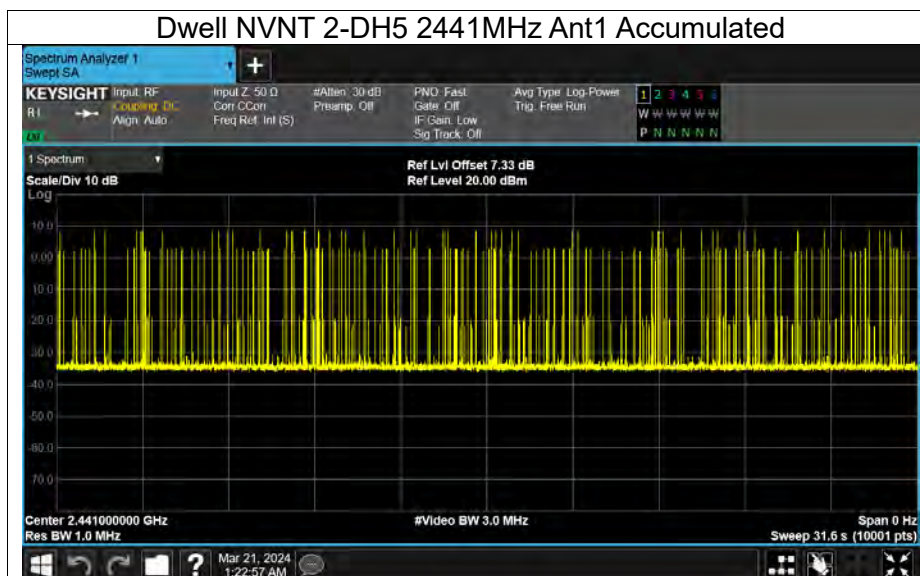 Dwell NVNT 2-DH5 2441MHz Ant1 Accumulated
Spectrum Analyzer 1
Swept SA
+
KEYSIGHT Input: RF Input Z: 50 Ω #Atten: 30 dB PNO: Fast Avg Type: Log-Power 1 2 3 4 5 6
Coupling: DC Corr CCorr Preamp: Off Gate: Off Trig: Free Run W W W W W W
Align: Auto Freq Ref: Int (S) IF Gain: Low P N N N N N
Sig Track: Off
1 Spectrum
Ref Lvl Offset 7.33 dB
Scale/Div 10 dB Ref Level 20.00 dBm
Log
10.0
0.00
-10.0
-20.0
-30.0
-40.0
-50.0
-60.0
-70.0
Center 2.441000000 GHz #Video BW 3.0 MHz Span 0 Hz
Res BW 1.0 MHz Sweep 31.6 s (10001 pts)
?
Mar 21, 2024
1:22:57 AM